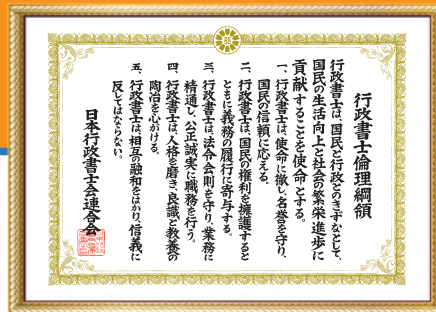 行政書士倫理綱領
行政書士は、国民と行政とのきずなとして、
国民の生活向上と社会の繁栄進歩に
貢献することを使命とする。
一、行政書士は、使命に徹し、名誉を守り、
国民の信頼に応える。
二、行政書士は、国民の権利を擁護すると
ともに義務の履行に寄与する。
三、行政書士は、法令会則を守り、業務に
精通し、公正誠実に職務を行う。
四、行政書士は、人格を磨き、良識と教養の
陶冶を心がける。
五、行政書士は、相互の融和をはかり、信義に
反してはならない。
日本行政書士会連合会